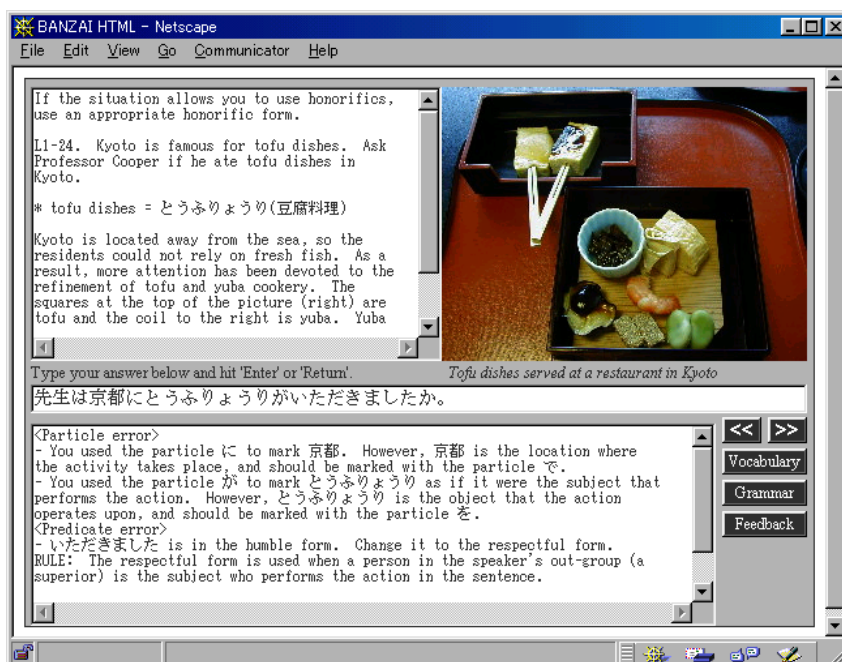 BANZAI HTML - Netscape
File Edit View Go Communicator Help
If the situation allows you to use honorifics,
use an appropriate honorific form.
L1-24. Kyoto is famous for tofu dishes. Ask
Professor Cooper if he ate tofu dishes in
Kyoto.
* tofu dishes = とうふりょうり(豆腐料理)
Kyoto is located away from the sea, so the
residents could not rely on fresh fish. As a
result, more attention has been devoted to the
refinement of tofu and yuba cookery. The
squares at the top of the picture (right) are
tofu and the coil to the right is yuba. Yuba
Type your answer below and hit 'Enter' or 'Return'.
Tofu dishes served at a restaurant in Kyoto
先生は京都にとうふりょうりがいただきましたか。
<Particle error>
- You used the particle に to mark 京都. However, 京都 is the location where
the activity takes place, and should be marked with the particle で.
- You used the particle が to mark とうふりょうり as if it were the subject that
performs the action. However, とうふりょうり is the object that the action
operates upon, and should be marked with the particle を.
<Predicate error>
- いただきました is in the humble form. Change it to the respectful form.
RULE: The respectful form is used when a person in the speaker's out-group (a
superior) is the subject who performs the action in the sentence.
<< >>
Vocabulary
Grammar
Feedback